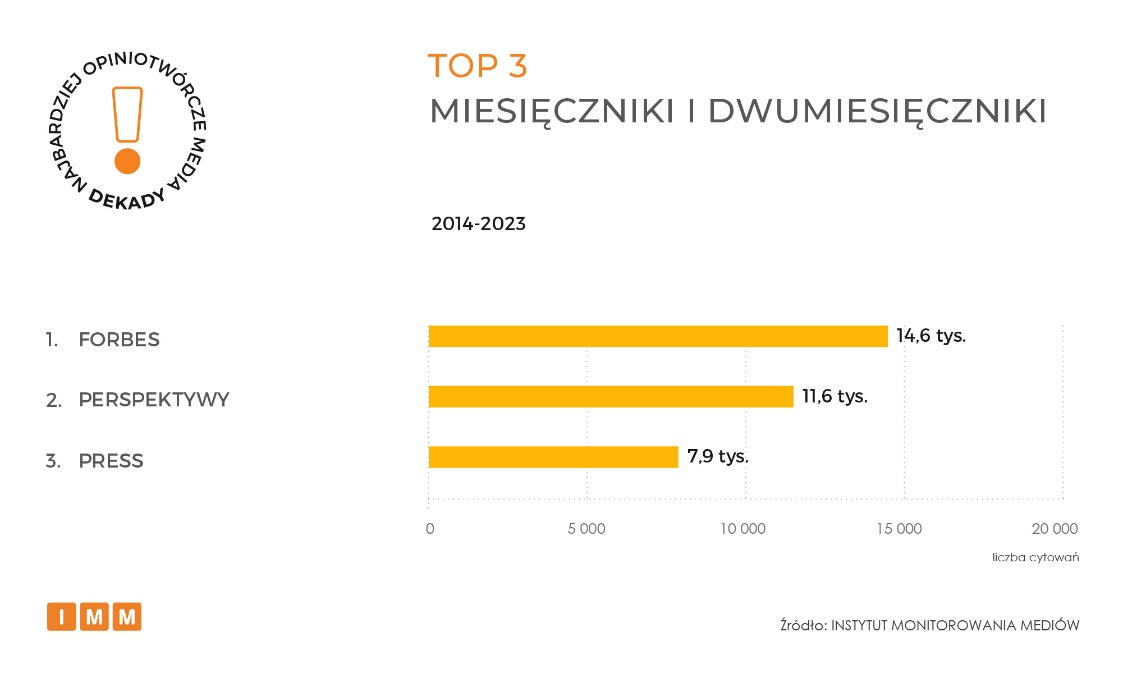 NAJBARDZIEJ OPINIOTWÓRCZE MEDIA DEKADY
TOP 3
MIESIĘCZNIKI I DWUMIESIĘCZNIKI
2014-2023
1. FORBES 14,6 tys.
2. PERSPEKTYWY 11,6 tys.
3. PRESS 7,9 tys.
0 5 000 10 000 15 000 20 000
liczba cytowań
IMM
Źródło: INSTYTUT MONITOROWANIA MEDIÓW